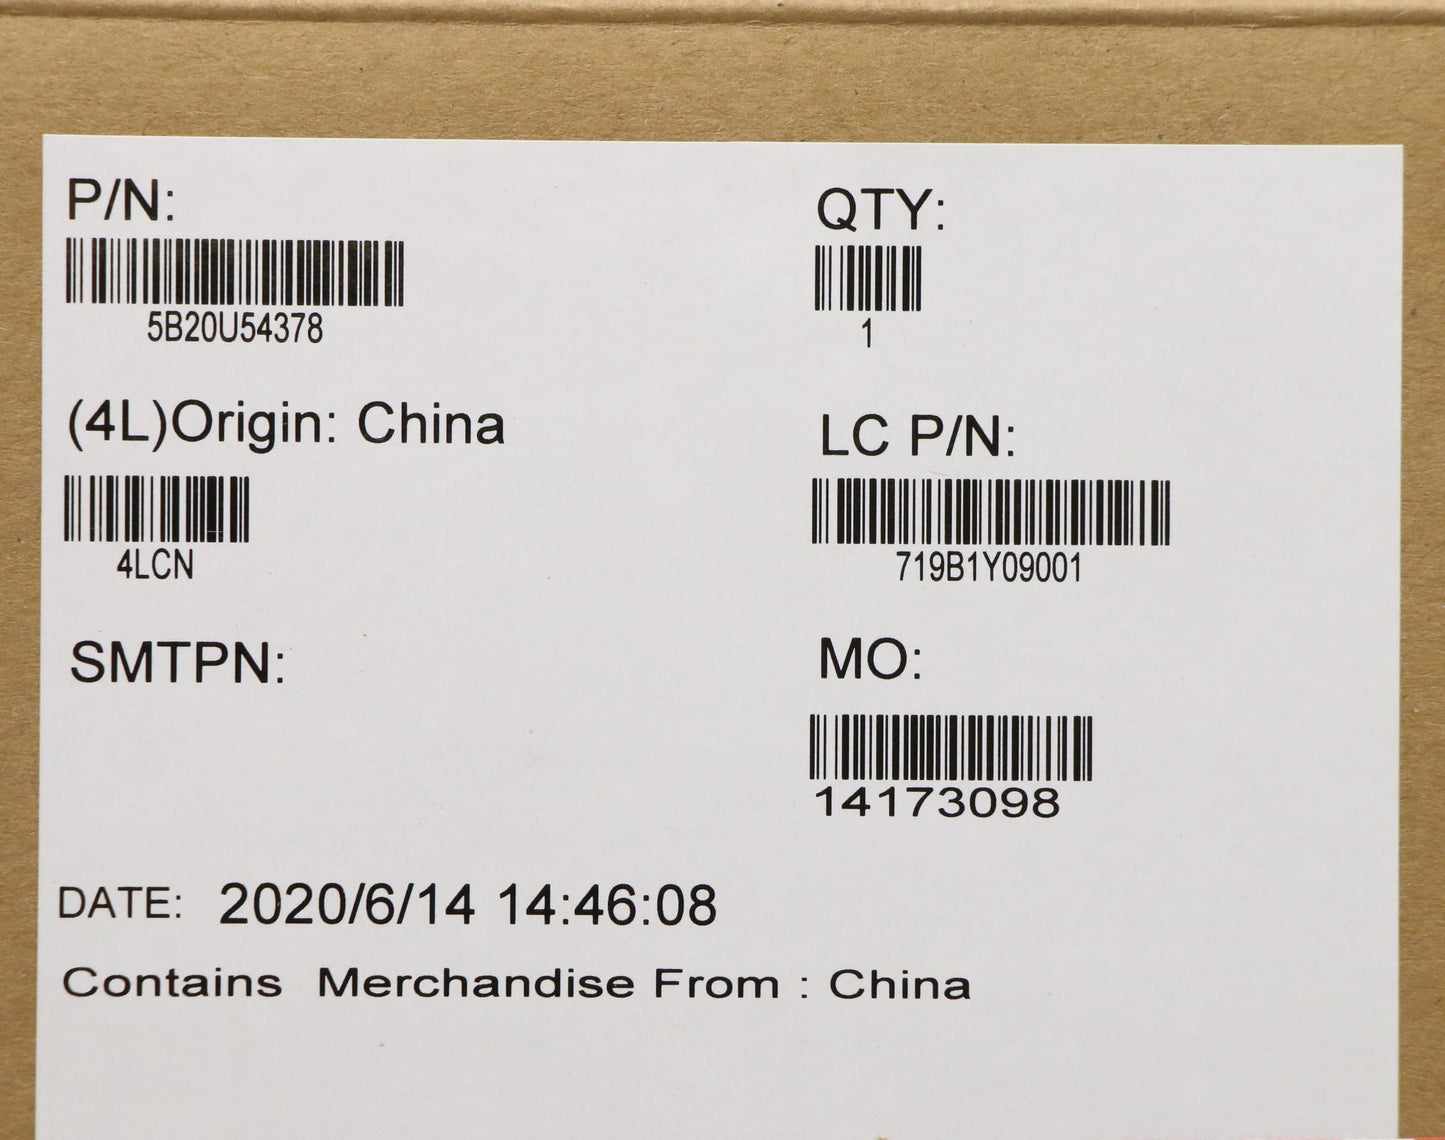 P/N:
QTY:
5B20U54378
1
(4L)Origin: China
LC P/N:
4LCN
719B1Y09001
SMTPN:
MO:
14173098
DATE: 2020/6/14 14:46:08
Contains Merchandise From : China